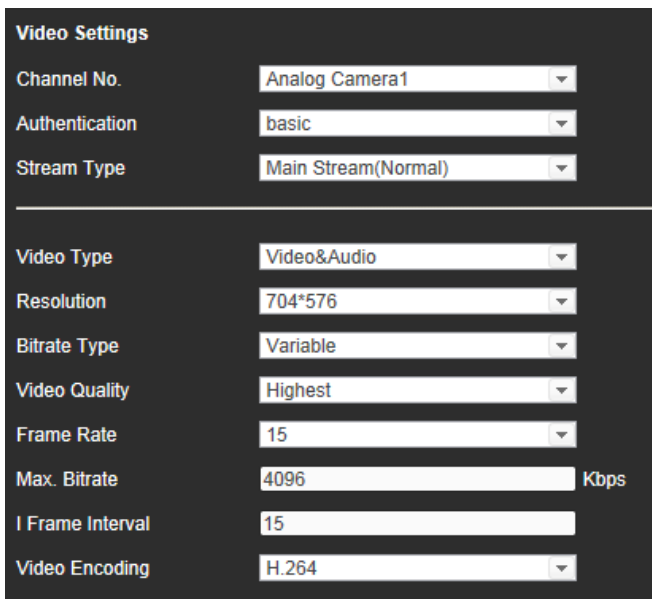 Video Settings
Channel No. Analog Camera1
Authentication basic
Stream Type Main Stream(Normal)
Video Type Video&Audio
Resolution 704*576
Bitrate Type Variable
Video Quality Highest
Frame Rate 15
Max. Bitrate 4096 Kbps
I Frame Interval 15
Video Encoding H.264